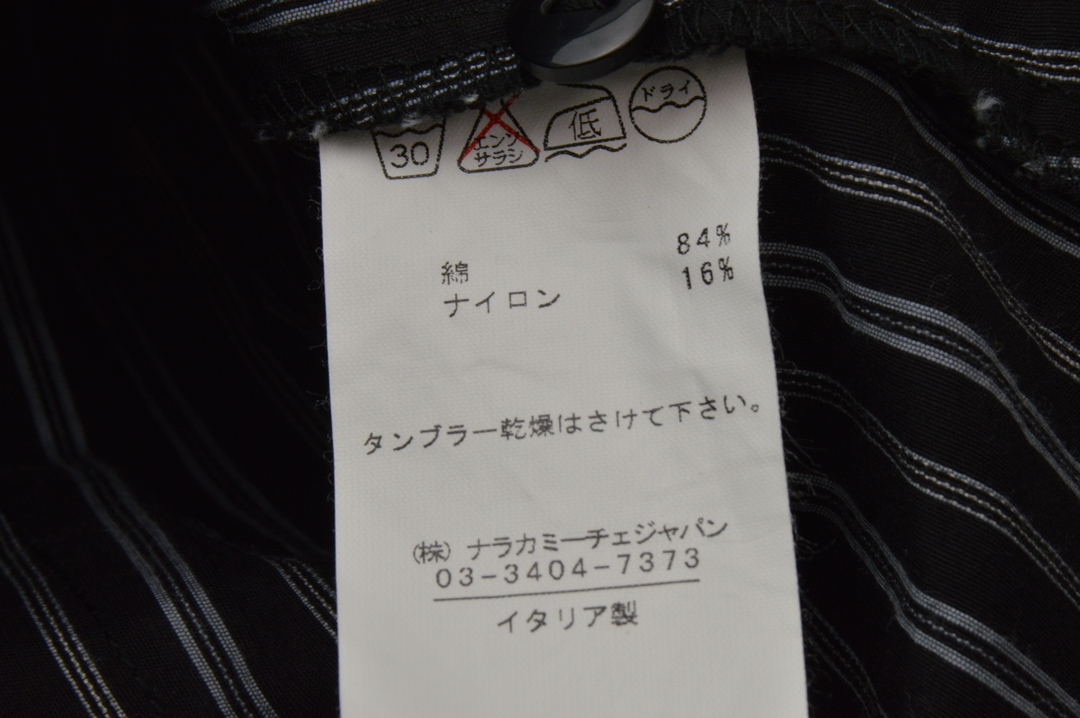 30 エンソサラシ 低 ドライ
綿 84%
ナイロン 16%
タンブラー乾燥はさけて下さい。
(株) ナラカミーチェジャパン
03-3404-7373
イタリア製